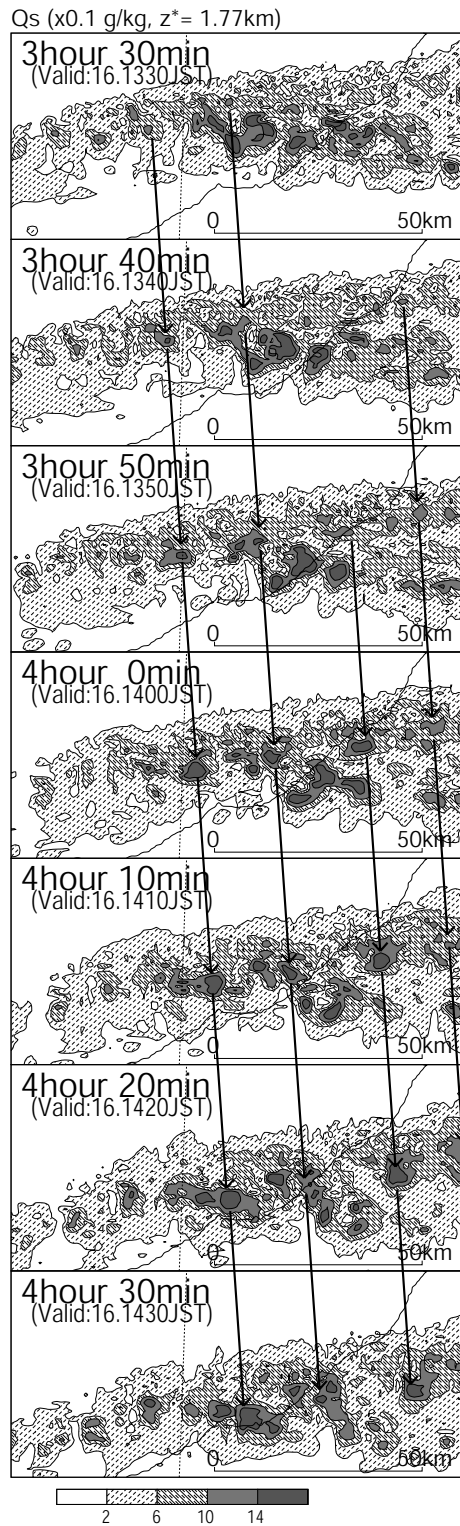 Qs (x0.1 g/kg, z*= 1.77km)
3hour 30min
(Valid:16.1330JST)
0 50km
3hour 40min
(Valid:16.1340JST)
0 50km
3hour 50min
(Valid:16.1350JST)
0 50km
4hour 0min
(Valid:16.1400JST)
0 50km
4hour 10min
(Valid:16.1410JST)
0 50km
4hour 20min
(Valid:16.1420JST)
0 50km
4hour 30min
(Valid:16.1430JST)
0 50km
2 6 10 14